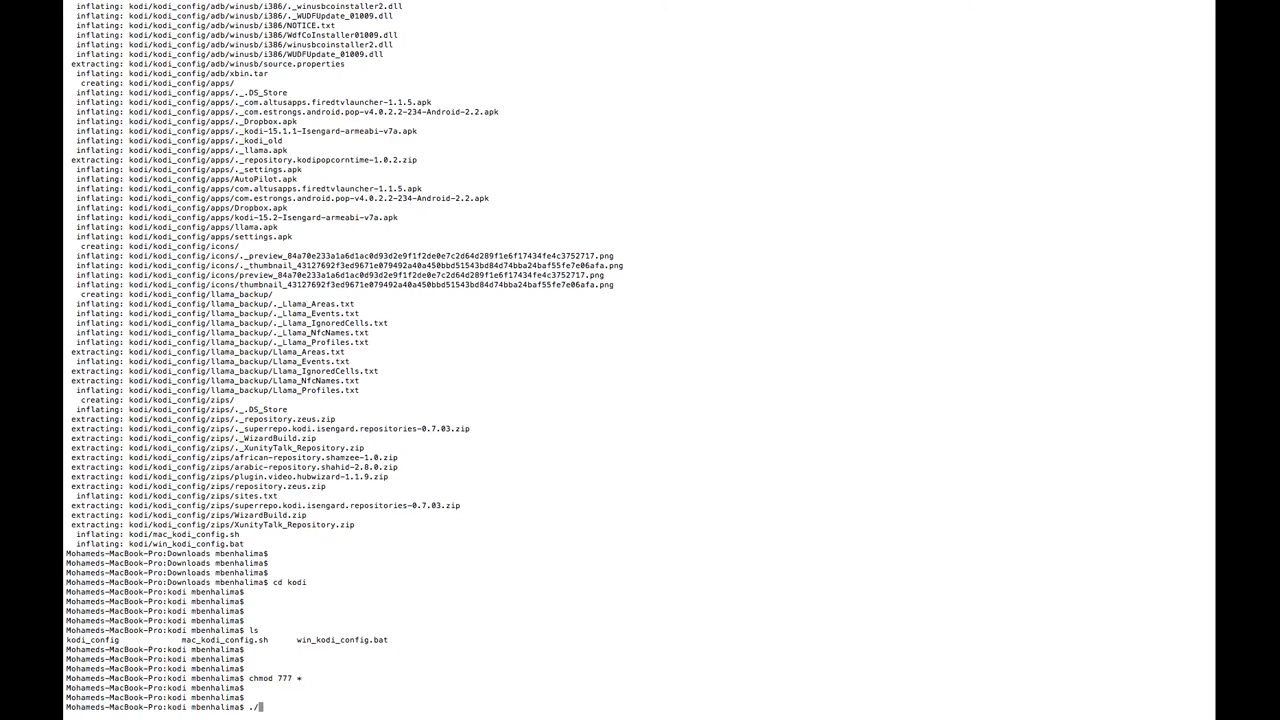 inflating: kodi/kodi_config/adb/winusb/i386/._winusbcoinstaller2.dll
inflating: kodi/kodi_config/adb/winusb/i386/._WUDFUpdate_01009.dll
inflating: kodi/kodi_config/adb/winusb/i386/NOTICE.txt
inflating: kodi/kodi_config/adb/winusb/i386/WdfCoInstaller01009.dll
inflating: kodi/kodi_config/adb/winusb/i386/winusbcoinstaller2.dll
inflating: kodi/kodi_config/adb/winusb/i386/WUDFUpdate_01009.dll
extracting: kodi/kodi_config/adb/winusb/source.properties
inflating: kodi/kodi_config/adb/xbin.tar
creating: kodi/kodi_config/apps/
inflating: kodi/kodi_config/apps/._.DS_Store
inflating: kodi/kodi_config/apps/._com.altusapps.firedtvlauncher-1.1.5.apk
inflating: kodi/kodi_config/apps/._com.estrongs.android.pop-v4.0.2.2-234-Android-2.2.apk
inflating: kodi/kodi_config/apps/._Dropbox.apk
inflating: kodi/kodi_config/apps/._kodi-15.1.1-Isengard-armeabi-v7a.apk
inflating: kodi/kodi_config/apps/._kodi_old
inflating: kodi/kodi_config/apps/._llama.apk
extracting: kodi/kodi_config/apps/._repository.kodipopcorntime-1.0.2.zip
inflating: kodi/kodi_config/apps/._settings.apk
inflating: kodi/kodi_config/apps/AutoPilot.apk
inflating: kodi/kodi_config/apps/com.altusapps.firedtvlauncher-1.1.5.apk
inflating: kodi/kodi_config/apps/com.estrongs.android.pop-v4.0.2.2-234-Android-2.2.apk
inflating: kodi/kodi_config/apps/Dropbox.apk
inflating: kodi/kodi_config/apps/kodi-15.2-Isengard-armeabi-v7a.apk
inflating: kodi/kodi_config/apps/llama.apk
inflating: kodi/kodi_config/apps/settings.apk
creating: kodi/kodi_config/icons/
inflating: kodi/kodi_config/icons/._preview_84a70e233a1a6d1ac0d93d2e9f1f2de0e7c2d64d289f1e6f17434fe4c3752717.png
inflating: kodi/kodi_config/icons/._thumbnail_43127692f3ed9671e079492a40a450bbd51543bd84d74bba24baf55fe7e06afa.png
inflating: kodi/kodi_config/icons/preview_84a70e233a1a6d1ac0d93d2e9f1f2de0e7c2d64d289f1e6f17434fe4c3752717.png
inflating: kodi/kodi_config/icons/thumbnail_43127692f3ed9671e079492a40a450bbd51543bd84d74bba24baf55fe7e06afa.png
creating: kodi/kodi_config/llama_backup/
inflating: kodi/kodi_config/llama_backup/._Llama_Areas.txt
inflating: kodi/kodi_config/llama_backup/._Llama_Events.txt
inflating: kodi/kodi_config/llama_backup/._Llama_IgnoredCells.txt
inflating: kodi/kodi_config/llama_backup/._Llama_NfcNames.txt
inflating: kodi/kodi_config/llama_backup/._Llama_Profiles.txt
extracting: kodi/kodi_config/llama_backup/Llama_Areas.txt
inflating: kodi/kodi_config/llama_backup/Llama_Events.txt
extracting: kodi/kodi_config/llama_backup/Llama_IgnoredCells.txt
extracting: kodi/kodi_config/llama_backup/Llama_NfcNames.txt
inflating: kodi/kodi_config/llama_backup/Llama_Profiles.txt
creating: kodi/kodi_config/zips/
inflating: kodi/kodi_config/zips/._.DS_Store
extracting: kodi/kodi_config/zips/._repository.zeus.zip
extracting: kodi/kodi_config/zips/._superrepo.kodi.isengard.repositories-0.7.03.zip
extracting: kodi/kodi_config/zips/._WizardBuild.zip
extracting: kodi/kodi_config/zips/._XunityTalk_Repository.zip
extracting: kodi/kodi_config/zips/african-repository.shamzee-1.0.zip
extracting: kodi/kodi_config/zips/arabic-repository.shahid-2.8.0.zip
extracting: kodi/kodi_config/zips/plugin.video.hubwizard-1.1.9.zip
extracting: kodi/kodi_config/zips/repository.zeus.zip
inflating: kodi/kodi_config/zips/sites.txt
extracting: kodi/kodi_config/zips/superrepo.kodi.isengard.repositories-0.7.03.zip
extracting: kodi/kodi_config/zips/WizardBuild.zip
extracting: kodi/kodi_config/zips/XunityTalk_Repository.zip
inflating: kodi/mac_kodi_config.sh
inflating: kodi/win_kodi_config.bat
Mohameds-MacBook-Pro:Downloads mbenhalima$
Mohameds-MacBook-Pro:Downloads mbenhalima$
Mohameds-MacBook-Pro:Downloads mbenhalima$
Mohameds-MacBook-Pro:Downloads mbenhalima$ cd kodi
Mohameds-MacBook-Pro:kodi mbenhalima$
Mohameds-MacBook-Pro:kodi mbenhalima$
Mohameds-MacBook-Pro:kodi mbenhalima$
Mohameds-MacBook-Pro:kodi mbenhalima$
Mohameds-MacBook-Pro:kodi mbenhalima$ ls
kodi_config mac_kodi_config.sh win_kodi_config.bat
Mohameds-MacBook-Pro:kodi mbenhalima$
Mohameds-MacBook-Pro:kodi mbenhalima$
Mohameds-MacBook-Pro:kodi mbenhalima$
Mohameds-MacBook-Pro:kodi mbenhalima$ chmod 777 *
Mohameds-MacBook-Pro:kodi mbenhalima$
Mohameds-MacBook-Pro:kodi mbenhalima$
Mohameds-MacBook-Pro:kodi mbenhalima$ ./